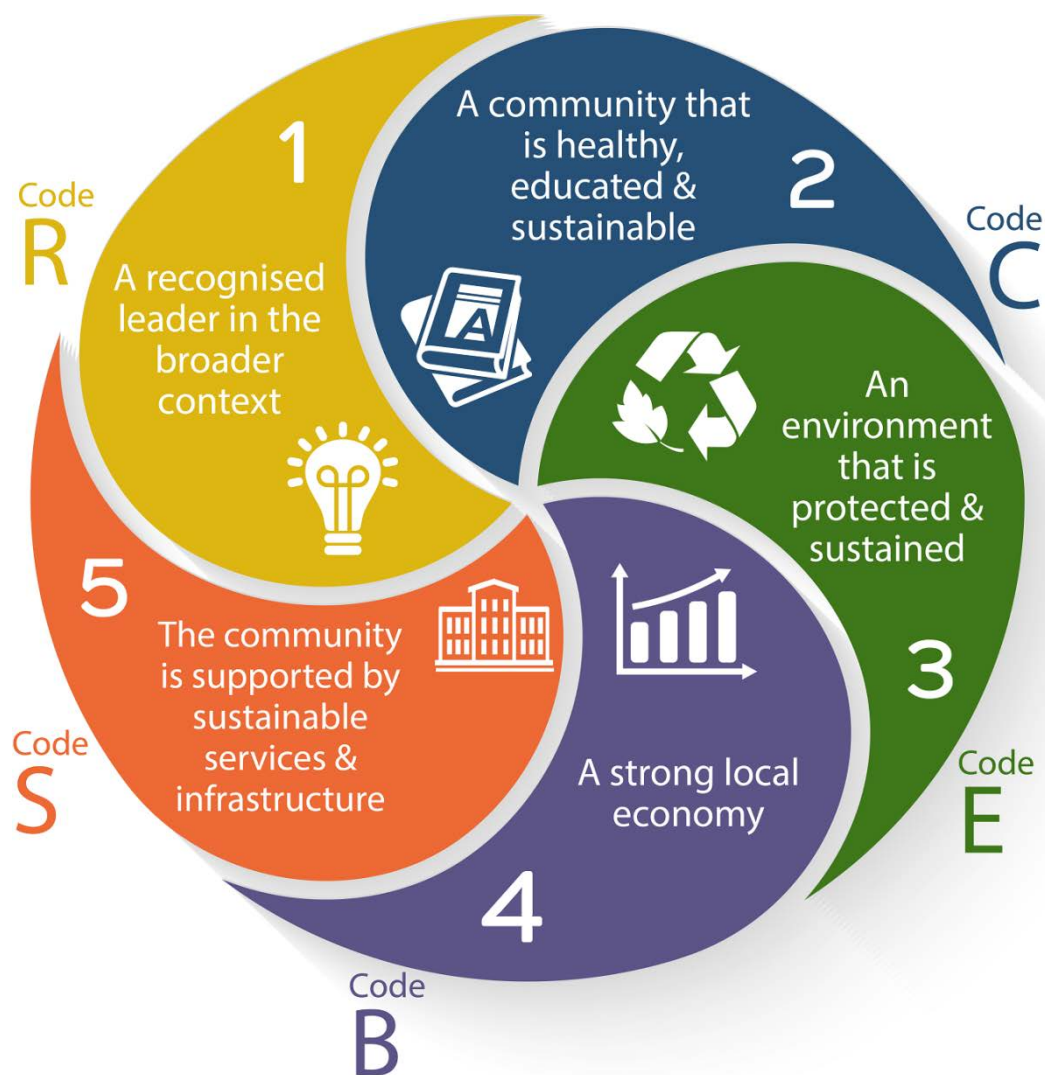 1
Code
R
A recognised
leader in the
broader
context
A community that
is healthy,
educated &
sustainable
2
Code
C
A
An
environment
that is
protected &
sustained
3
Code
E
A strong local
economy
4
Code
B
5
The community
is supported by
sustainable
services &
infrastructure
Code
S